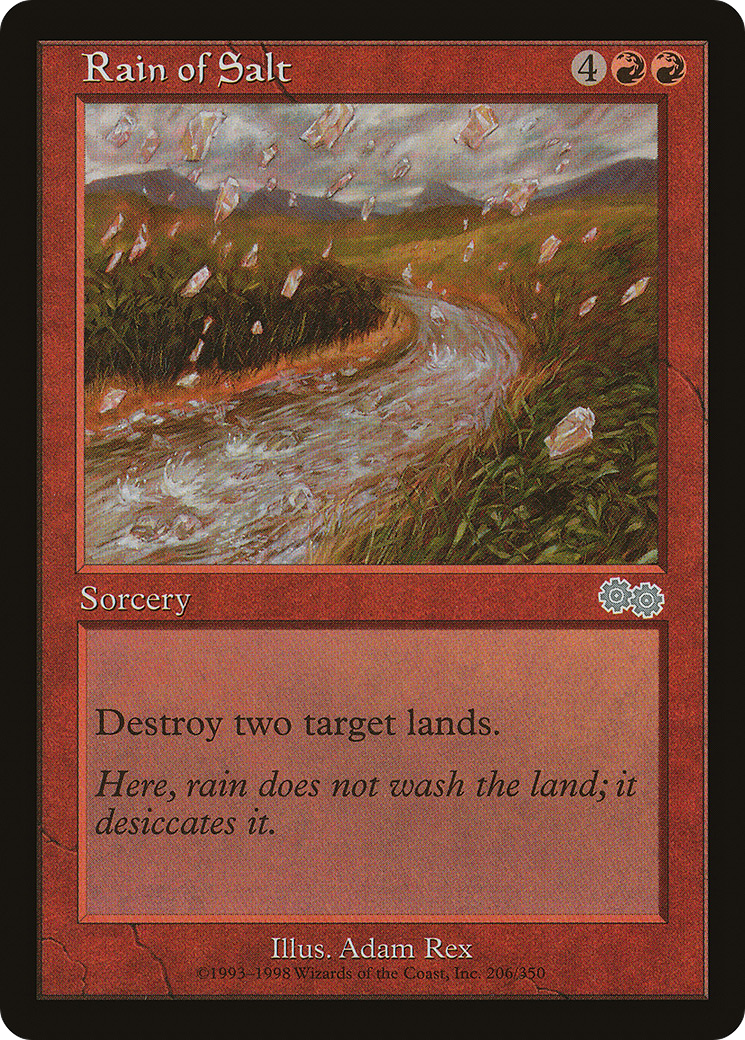 Rain of Salt
4
Sorcery
Destroy two target lands.
Here, rain does not wash the land; it
desiccates it.
Illus. Adam Rex
©1993–1998 Wizards of the Coast, Inc. 206/350